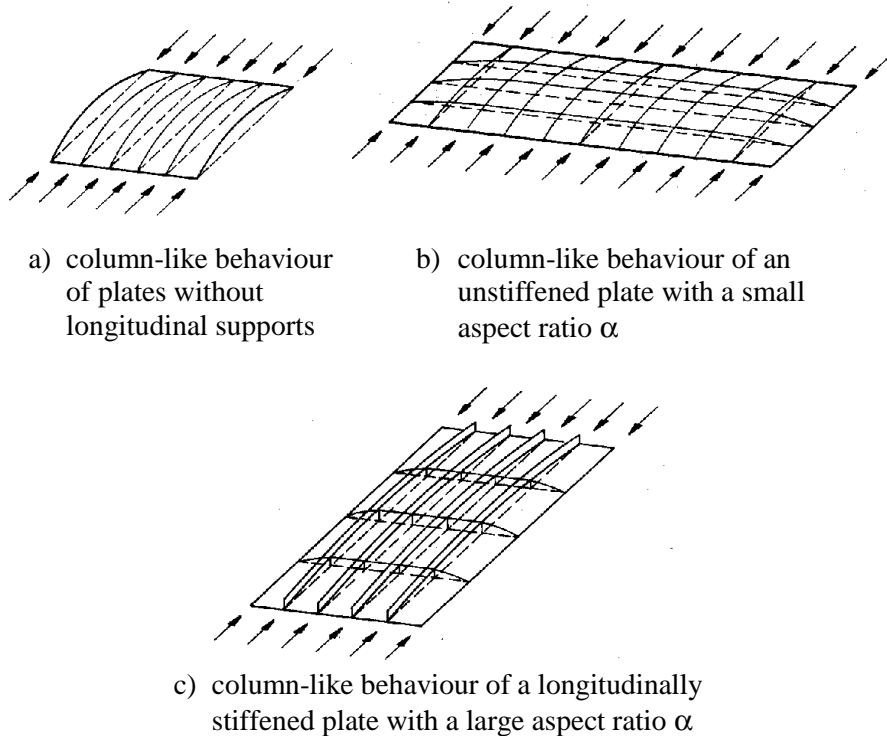 a) column-like behaviour
of plates without
longitudinal supports
b) column-like behaviour of an
unstiffened plate with a small
aspect ratio α
c) column-like behaviour of a longitudinally
stiffened plate with a large aspect ratio α